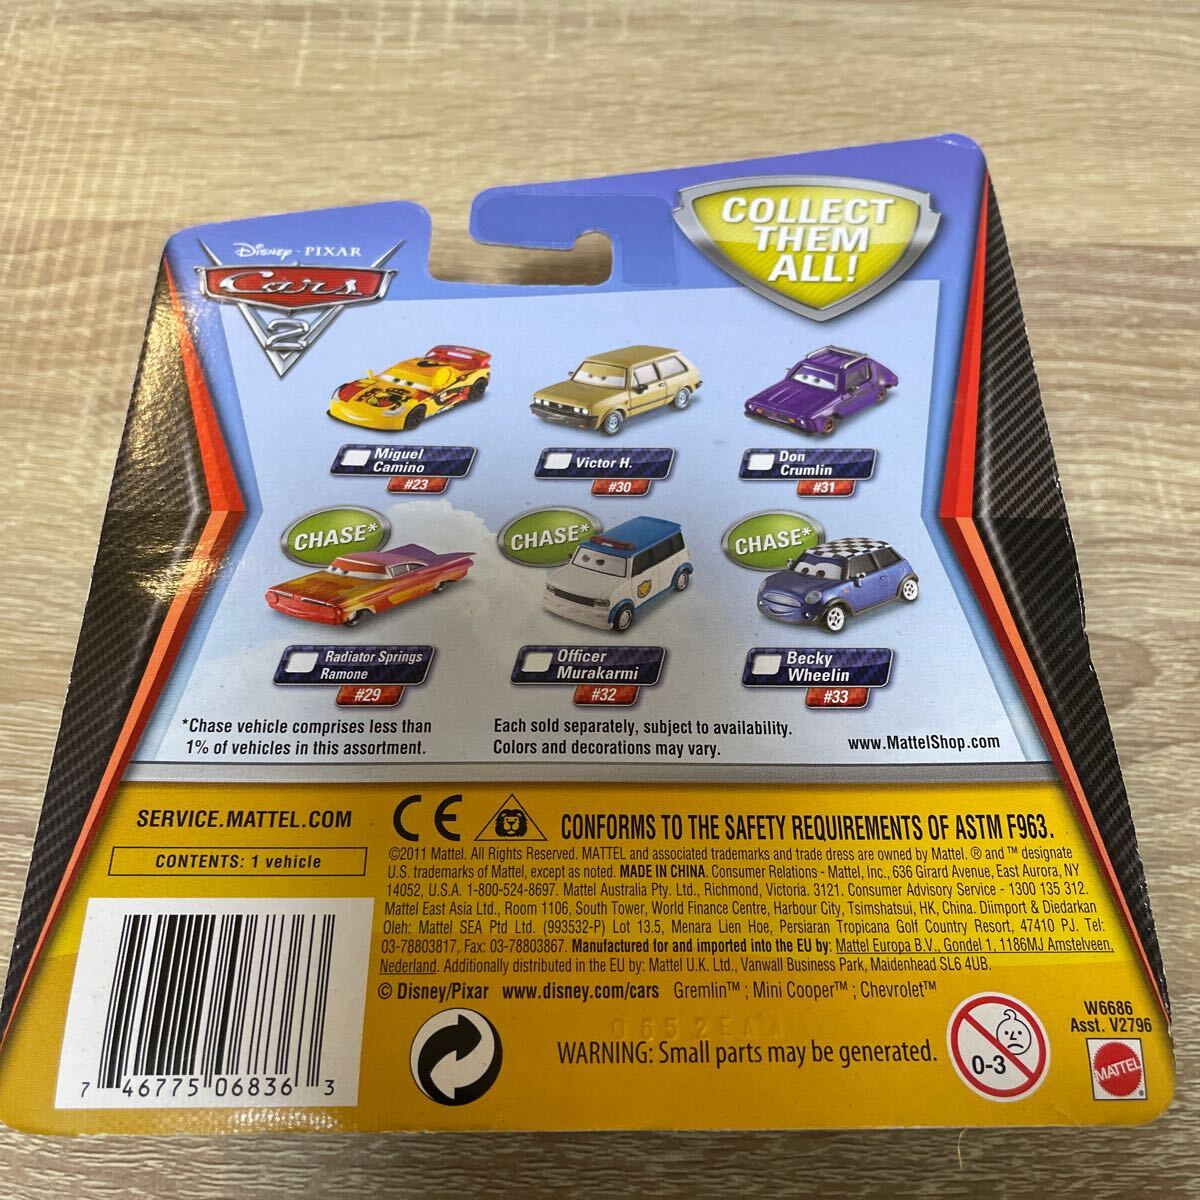 Disney · PIXAR
Cars
2
COLLECT
THEM
ALL!
Miguel
Camino
#23
Victor H.
#30
Don
Crumlin
#31
CHASE*
CHASE*
CHASE*
Radiator Springs
Ramone
#29
Officer
Murakarmi
#32
Becky
Wheelin
#33
*Chase vehicle comprises less than
1% of vehicles in this assortment.
Each sold separately, subject to availability.
Colors and decorations may vary.
www.MattelShop.com
SERVICE.MATTEL.COM
CONTENTS: 1 vehicle
CE
CONFORMS TO THE SAFETY REQUIREMENTS OF ASTM F963.
©2011 Mattel. All Rights Reserved. MATTEL and associated trademarks and trade dress are owned by Mattel. ® and ™ designate
U.S. trademarks of Mattel, except as noted. MADE IN CHINA. Consumer Relations - Mattel, Inc., 636 Girard Avenue, East Aurora, NY
14052, U.S.A. 1-800-524-8697. Mattel Australia Pty. Ltd., Richmond, Victoria. 3121. Consumer Advisory Service - 1300 135 312.
Mattel East Asia Ltd., Room 1106, South Tower, World Finance Centre, Harbour City, Tsimshatsui, HK, China. Diimport & Diedarkan
Oleh: Mattel SEA Ptd Ltd. (993532-P) Lot 13.5, Menara Lien Hoe, Persiaran Tropicana Golf Country Resort, 47410 PJ. Tel:
03-78803817, Fax: 03-78803867. Manufactured for and imported into the EU by: Mattel Europa B.V., Gondel 1, 1186MJ Amstelveen,
Nederland. Additionally distributed in the EU by: Mattel U.K. Ltd., Vanwall Business Park, Maidenhead SL6 4UB.
© Disney/Pixar www.disney.com/cars Gremlin™ ; Mini Cooper™ ; Chevrolet™
0652EAA
WARNING: Small parts may be generated.
0-3
W6686
Asst. V2796
MATTEL
7 46775 06836 3